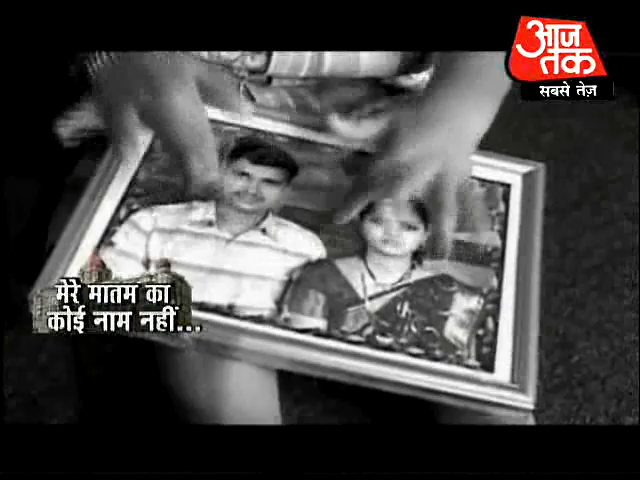 आज
तक
सबसे तेज़
मेरे मातम का
कोई नाम नहीं...